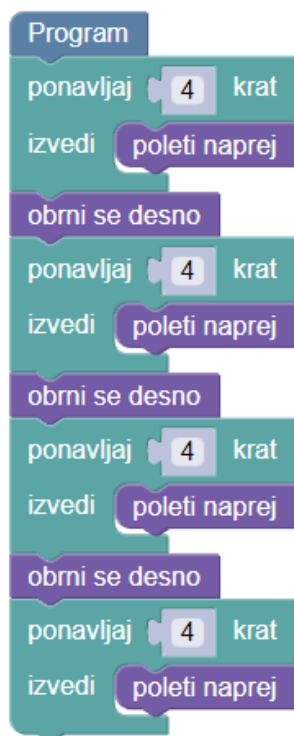 Program
ponavljaj 4 krat
izvedi poleti naprej
obrni se desno
ponavljaj 4 krat
izvedi poleti naprej
obrni se desno
ponavljaj 4 krat
izvedi poleti naprej
obrni se desno
ponavljaj 4 krat
izvedi poleti naprej